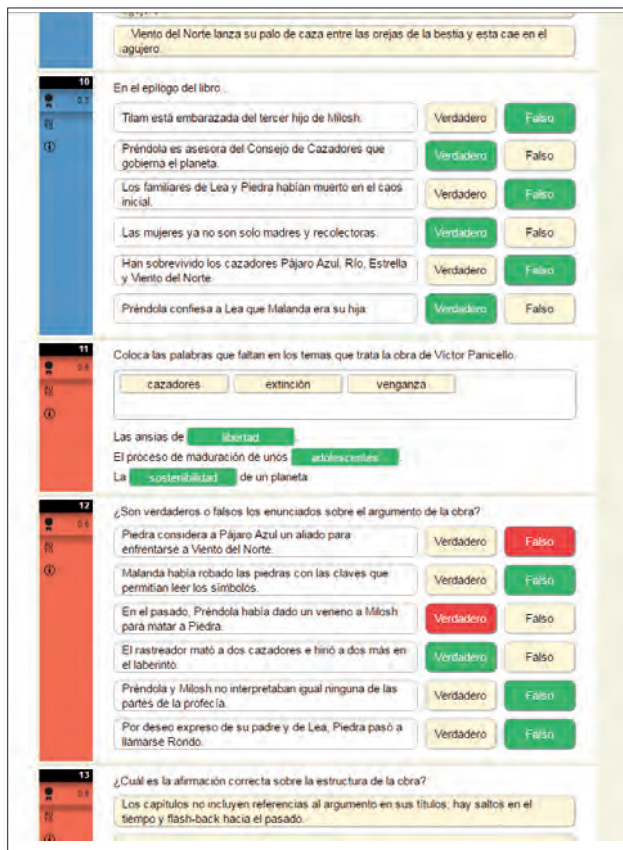 Viento del Norte lanza su palo de caza entre las orejas de la bestia y esta cae en el
agujero.
10
0.5
En el epílogo del libro...
Tilam está embarazada del tercer hijo de Milosh.
Verdadero
Falso
Préndola es asesora del Consejo de Cazadores que
gobierna el planeta.
Verdadero
Falso
Los familiares de Lea y Piedra habían muerto en el caos
inicial.
Verdadero
Falso
Las mujeres ya no son solo madres y recolectoras.
Verdadero
Falso
Han sobrevivido los cazadores Pájaro Azul, Río, Estrella
y Viento del Norte.
Verdadero
Falso
Préndola confiesa a Lea que Malanda era su hija.
Verdadero
Falso
11
0.6
Coloca las palabras que faltan en los temas que trata la obra de Víctor Panicello.
cazadores
extinción
venganza
Las ansias de libertad.
El proceso de maduración de unos adolescentes.
La sostenibilidad de un planeta.
12
0.6
¿Son verdaderos o falsos los enunciados sobre el argumento de la obra?
Piedra considera a Pájaro Azul un aliado para
enfrentarse a Viento del Norte.
Verdadero
Falso
Malanda había robado las piedras con las claves que
permitían leer los símbolos.
Verdadero
Falso
En el pasado, Préndola había dado un veneno a Milosh
para matar a Piedra.
Verdadero
Falso
El rastreador mató a dos cazadores e hirió a dos más en
el laberinto.
Verdadero
Falso
Préndola y Milosh no interpretaban igual ninguna de las
partes de la profecía.
Verdadero
Falso
Por deseo expreso de su padre y de Lea, Piedra pasó a
llamarse Rondo.
Verdadero
Falso
13
0.6
¿Cuál es la afirmación correcta sobre la estructura de la obra?
Los capítulos no incluyen referencias al argumento en sus títulos; hay saltos en el
tiempo y flash-back hacia el pasado.